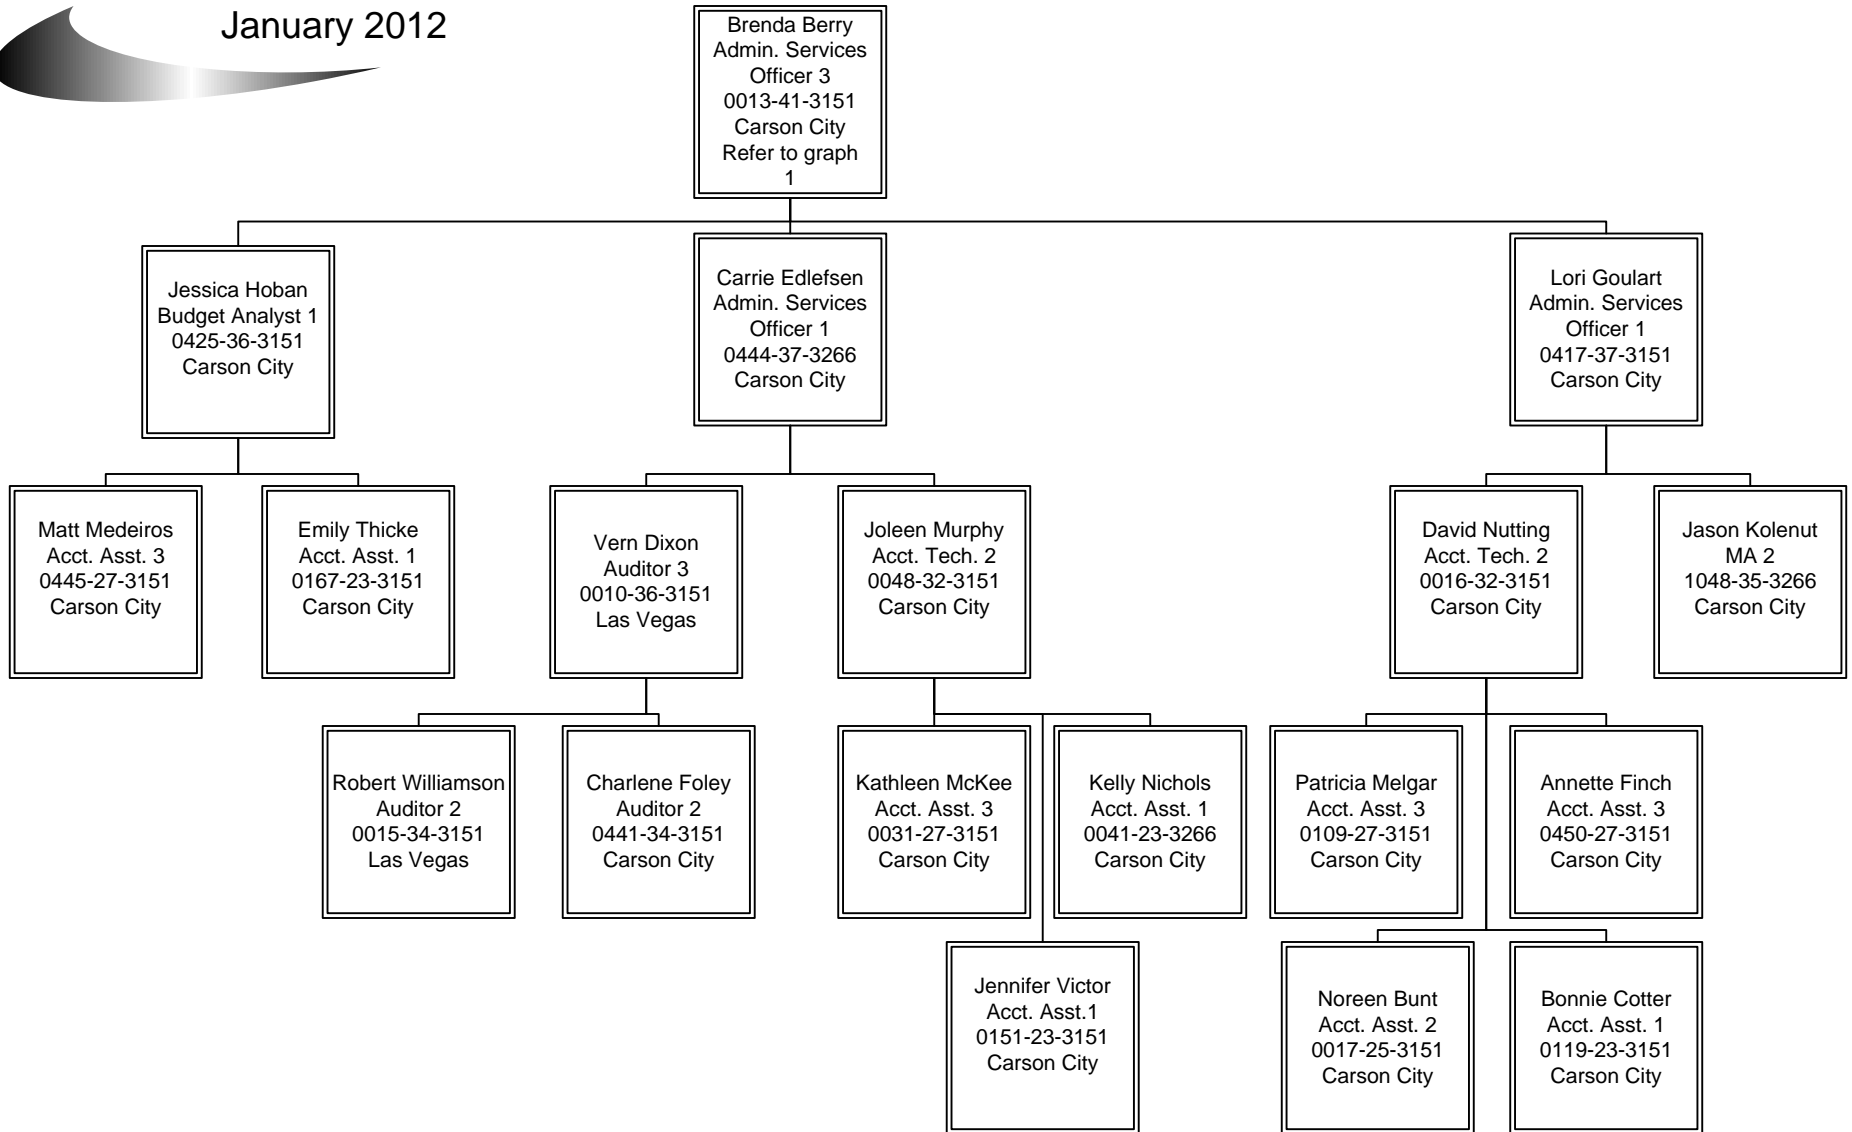 January 2012
Brenda Berry
Admin. Services
Officer 3
0013-41-3151
Carson City
Refer to graph
1
Jessica Hoban
Budget Analyst 1
0425-36-3151
Carson City
Carrie Edlefsen
Admin. Services
Officer 1
0444-37-3266
Carson City
Lori Goulart
Admin. Services
Officer 1
0417-37-3151
Carson City
Matt Medeiros
Acct. Asst. 3
0445-27-3151
Carson City
Emily Thicke
Acct. Asst. 1
0167-23-3151
Carson City
Vern Dixon
Auditor 3
0010-36-3151
Las Vegas
Joleen Murphy
Acct. Tech. 2
0048-32-3151
Carson City
David Nutting
Acct. Tech. 2
0016-32-3151
Carson City
Jason Kolenut
MA 2
1048-35-3266
Carson City
Robert Williamson
Auditor 2
0015-34-3151
Las Vegas
Charlene Foley
Auditor 2
0441-34-3151
Carson City
Kathleen McKee
Acct. Asst. 3
0031-27-3151
Carson City
Kelly Nichols
Acct. Asst. 1
0041-23-3266
Carson City
Patricia Melgar
Acct. Asst. 3
0109-27-3151
Carson City
Annette Finch
Acct. Asst. 3
0450-27-3151
Carson City
Jennifer Victor
Acct. Asst.1
0151-23-3151
Carson City
Noreen Bunt
Acct. Asst. 2
0017-25-3151
Carson City
Bonnie Cotter
Acct. Asst. 1
0119-23-3151
Carson City